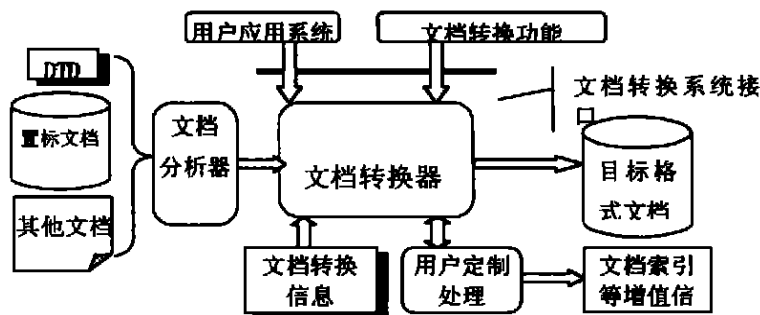 用户应用系统
文档转换功能
DTD
置标文档
其他文档
文档
分析器
文档转换器
文档转换系统接
口
目标格
式文档
文档转换
信息
用户定制
处理
文档索引
等增值信